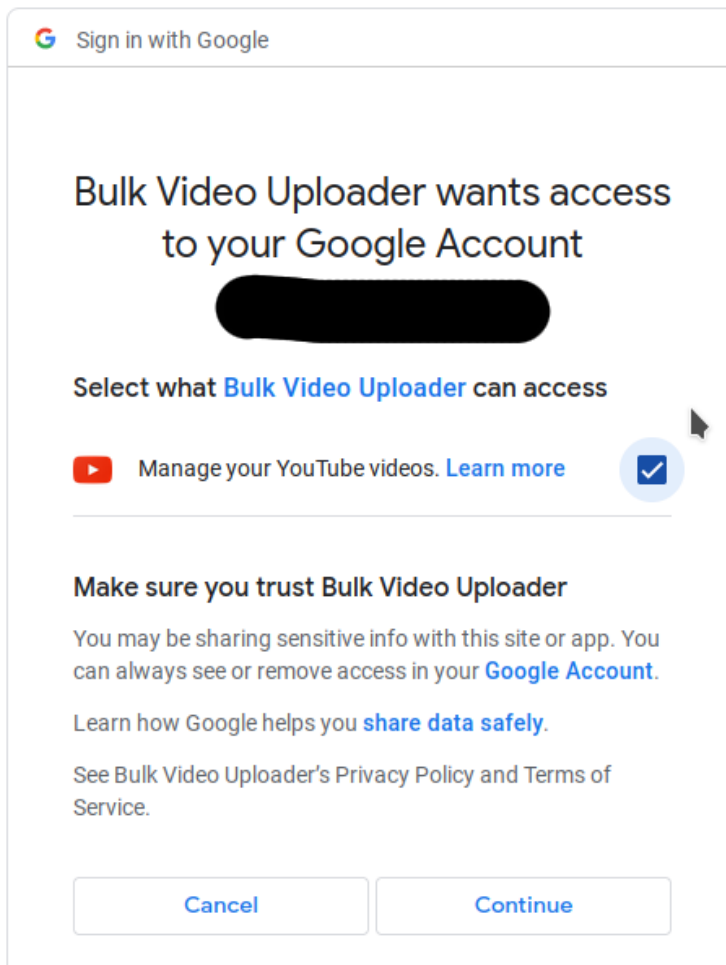 Sign in with Google
Bulk Video Uploader wants access
to your Google Account
Select what Bulk Video Uploader can access
Manage your YouTube videos. Learn more
Make sure you trust Bulk Video Uploader
You may be sharing sensitive info with this site or app. You
can always see or remove access in your Google Account.
Learn how Google helps you share data safely.
See Bulk Video Uploader’s Privacy Policy and Terms of
Service.
Cancel
Continue